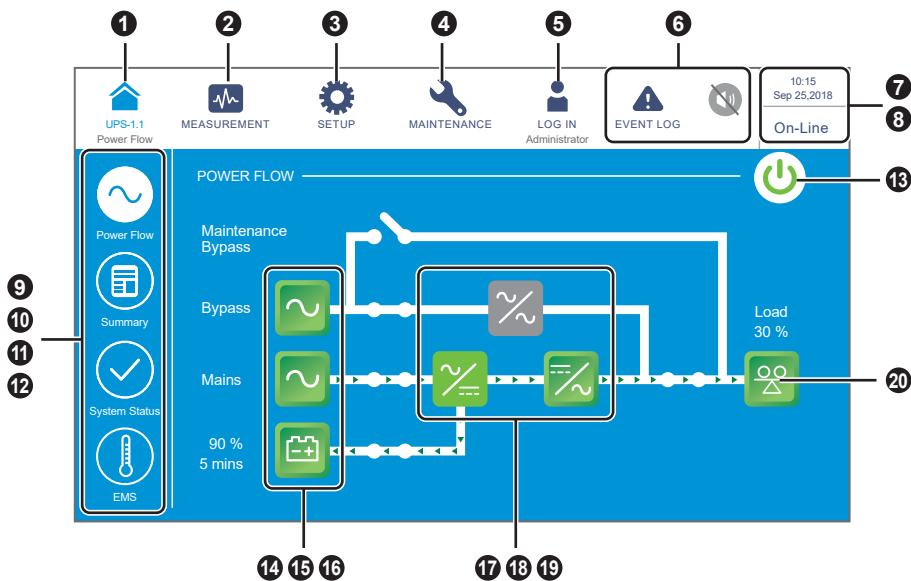 1 2 3 4 5 6
UPS-1.1
Power Flow
MEASUREMENT
SETUP
MAINTENANCE
LOG IN
Administrator
EVENT LOG
10:15
Sep 25,2018
On-Line
7
8
POWER FLOW
13
Power Flow
Summary
System Status
EMS
9
10
11
12
Maintenance
Bypass
Bypass
Mains
90 %
5 mins
Load
30 %
20
14 15 16
17 18 19